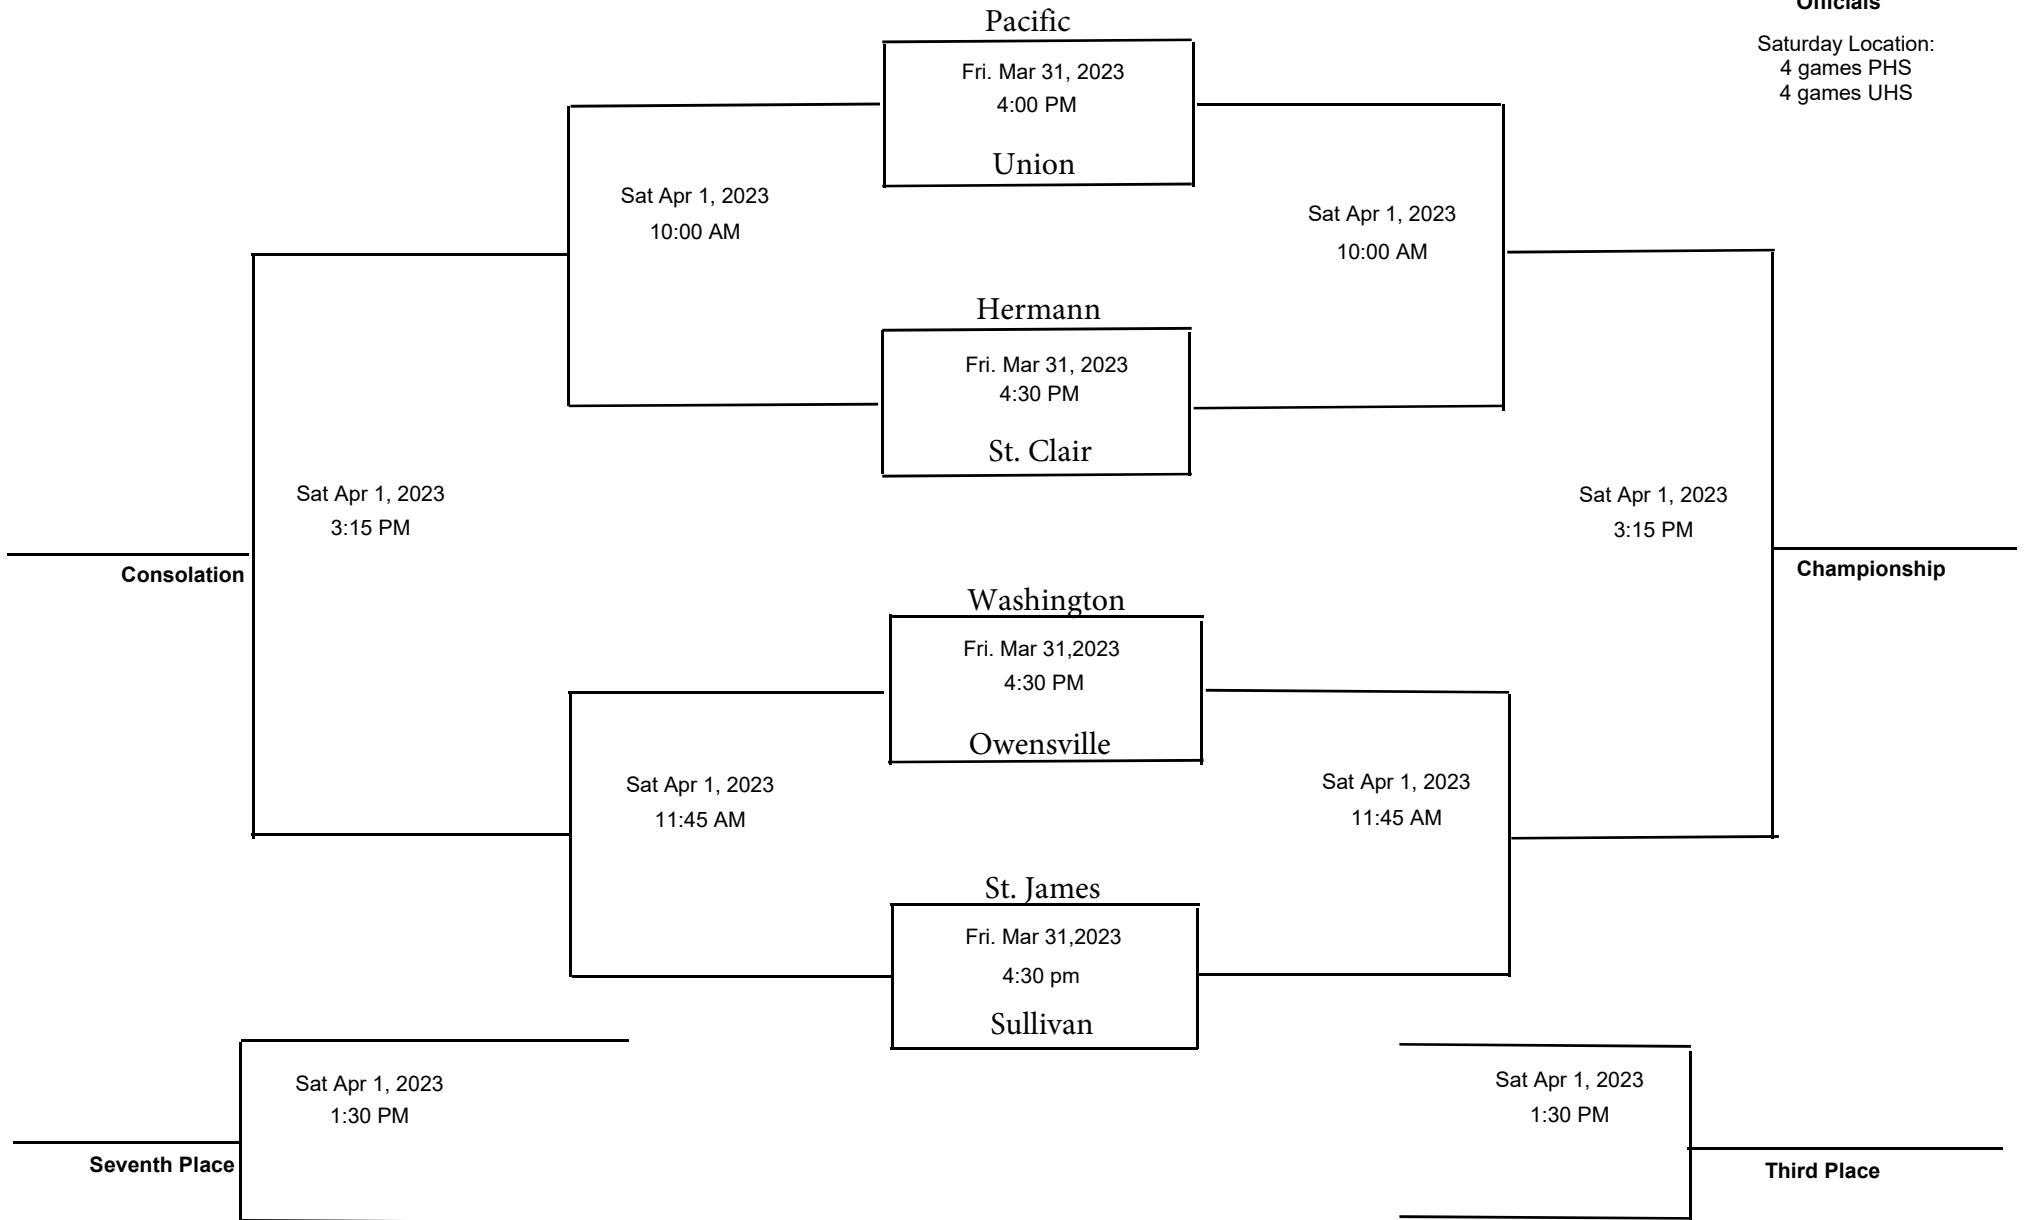 Officials
Pacific
Saturday Location:
Fri. Mar 31, 2023
4 games PHS
4:00 PM
4 games UHS
Union
Sat Apr 1, 2023
10:00 AM
Sat Apr 1, 2023
10:00 AM
Hermann
Fri. Mar 31, 2023
4:30 PM
St. Clair
Sat Apr 1, 2023
3:15 PM
Sat Apr 1, 2023
3:15 PM
Consolation
Championship
Washington
Fri. Mar 31,2023
4:30 PM
Owensville
Sat Apr 1, 2023
11:45 AM
Sat Apr 1, 2023
11:45 AM
St. James
Fri. Mar 31,2023
4:30 pm
Sullivan
Sat Apr 1, 2023
1:30 PM
Sat Apr 1, 2023
1:30 PM
Seventh Place
Third Place